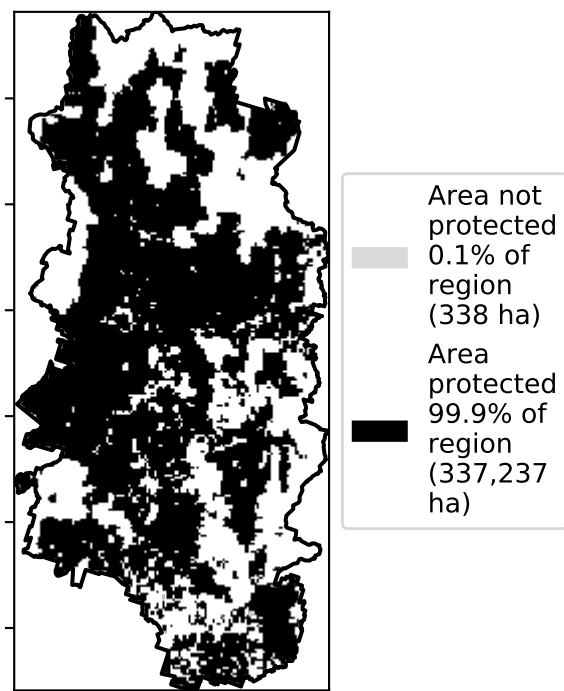 Area not
protected
0.1% of
region
(338 ha)
Area
protected
99.9% of
region
(337,237
ha)